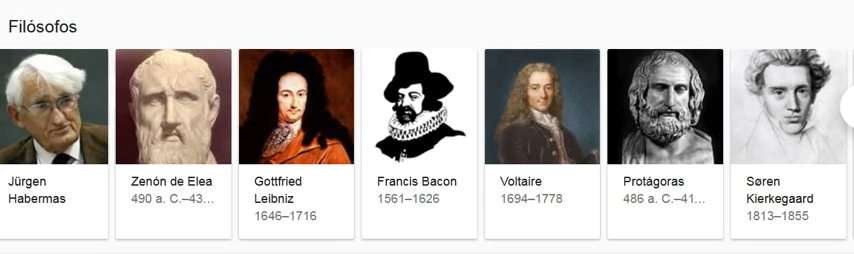 Filósofos
Jürgen
Habermas
Zenón de Elea
490 a. C.–43...
Gottfried
Leibniz
1646–1716
Francis Bacon
1561–1626
Voltaire
1694–1778
Protágoras
486 a. C.–41...
Søren
Kierkegaard
1813–1855